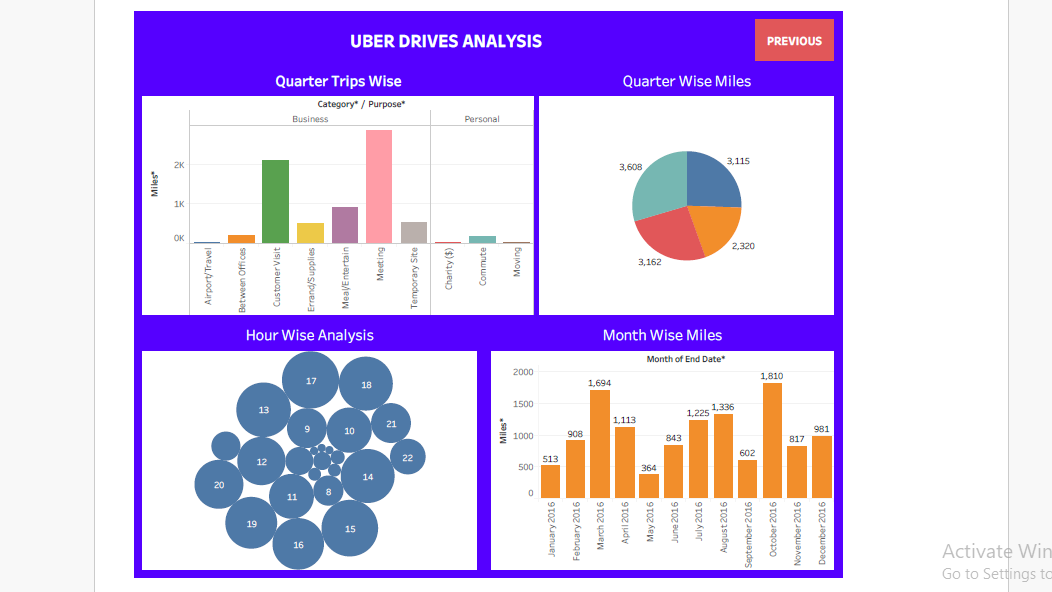 UBER DRIVES ANALYSIS
PREVIOUS
Quarter Trips Wise
Category* / Purpose*
Business Personal
Miles*
2K
1K
0K
Airport/Travel
Between Offices
Customer Visit
Errand/Supplies
Meal/Entertain
Meeting
Temporary Site
Charity ($)
Commute
Moving
Quarter Wise Miles
3,608
3,115
2,320
3,162
Hour Wise Analysis
17
18
13
9
10
21
12
22
14
20
11
8
19
15
16
Month Wise Miles
Month of End Date*
Miles*
2000
1500
1000
500
0
513
908
1,694
1,113
364
843
1,225
1,336
602
1,810
817
981
January 2016
February 2016
March 2016
April 2016
May 2016
June 2016
July 2016
August 2016
September 2016
October 2016
November 2016
December 2016
Activate Win
Go to Settings to